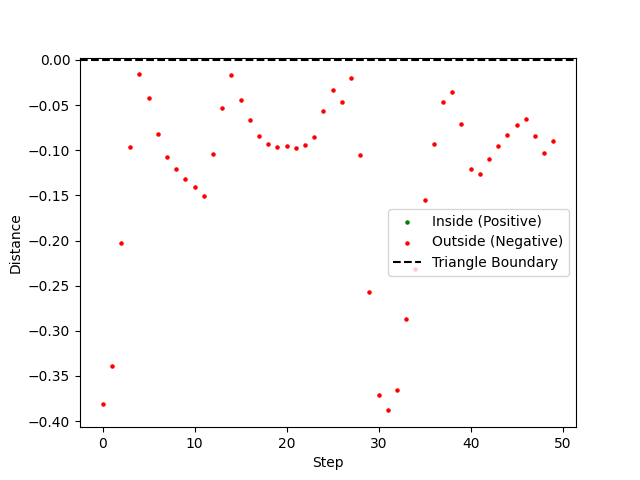 0.00
−0.05
−0.10
−0.15
−0.20
−0.25
−0.30
−0.35
−0.40
Distance
Inside (Positive)
Outside (Negative)
Triangle Boundary
0 10 20 30 40 50
Step